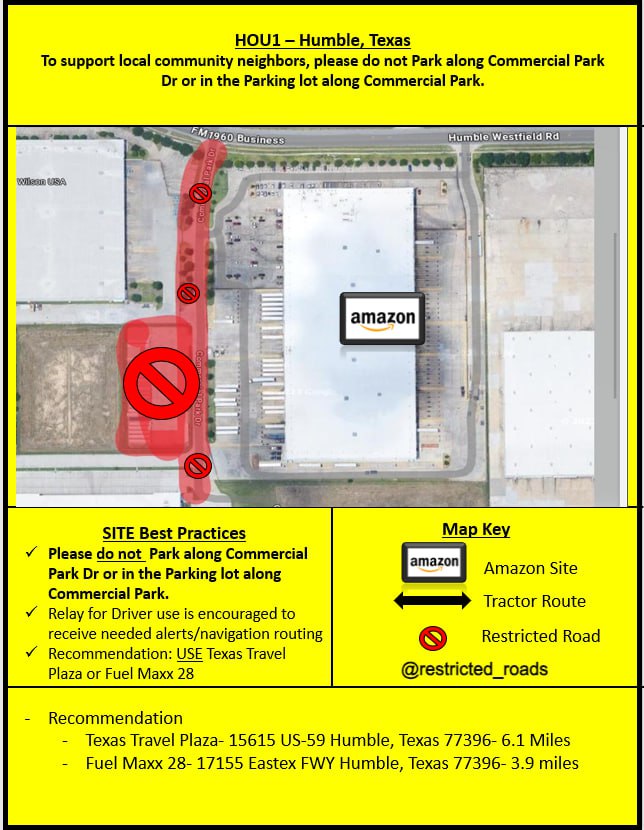 HOU1 – Humble, Texas
To support local community neighbors, please do not Park along Commercial Park
Dr or in the Parking lot along Commercial Park.
FM1960 Business
Humble Westfield Rd
Wilson USA
Commercial Park Dr
amazon
Commercial Park Dr
SITE Best Practices
✓ Please do not Park along Commercial
Park Dr or in the Parking lot along
Commercial Park.
✓ Relay for Driver use is encouraged to
receive needed alerts/navigation routing
✓ Recommendation: USE Texas Travel
Plaza or Fuel Maxx 28
Map Key
amazon Amazon Site
Tractor Route
Restricted Road
@restricted_roads
- Recommendation
- Texas Travel Plaza- 15615 US-59 Humble, Texas 77396- 6.1 Miles
- Fuel Maxx 28- 17155 Eastex FWY Humble, Texas 77396- 3.9 miles